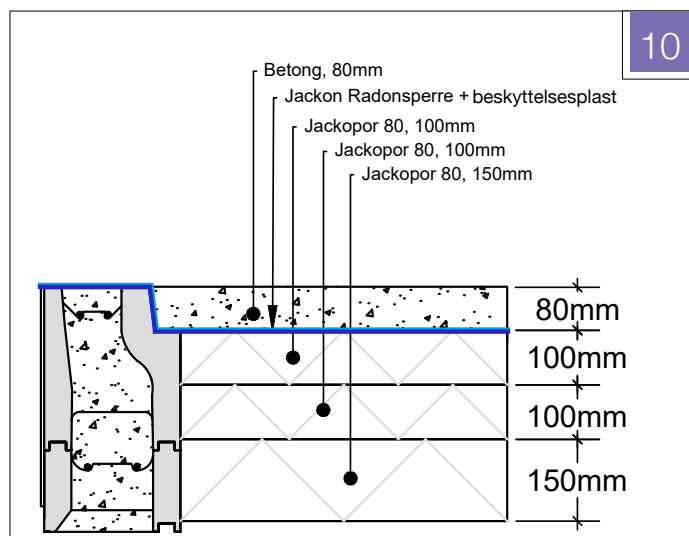 10
Betong, 80mm
Jackon Radonsperre + beskyttelsesplast
Jackopor 80, 100mm
Jackopor 80, 100mm
Jackopor 80, 150mm
80mm
100mm
100mm
150mm